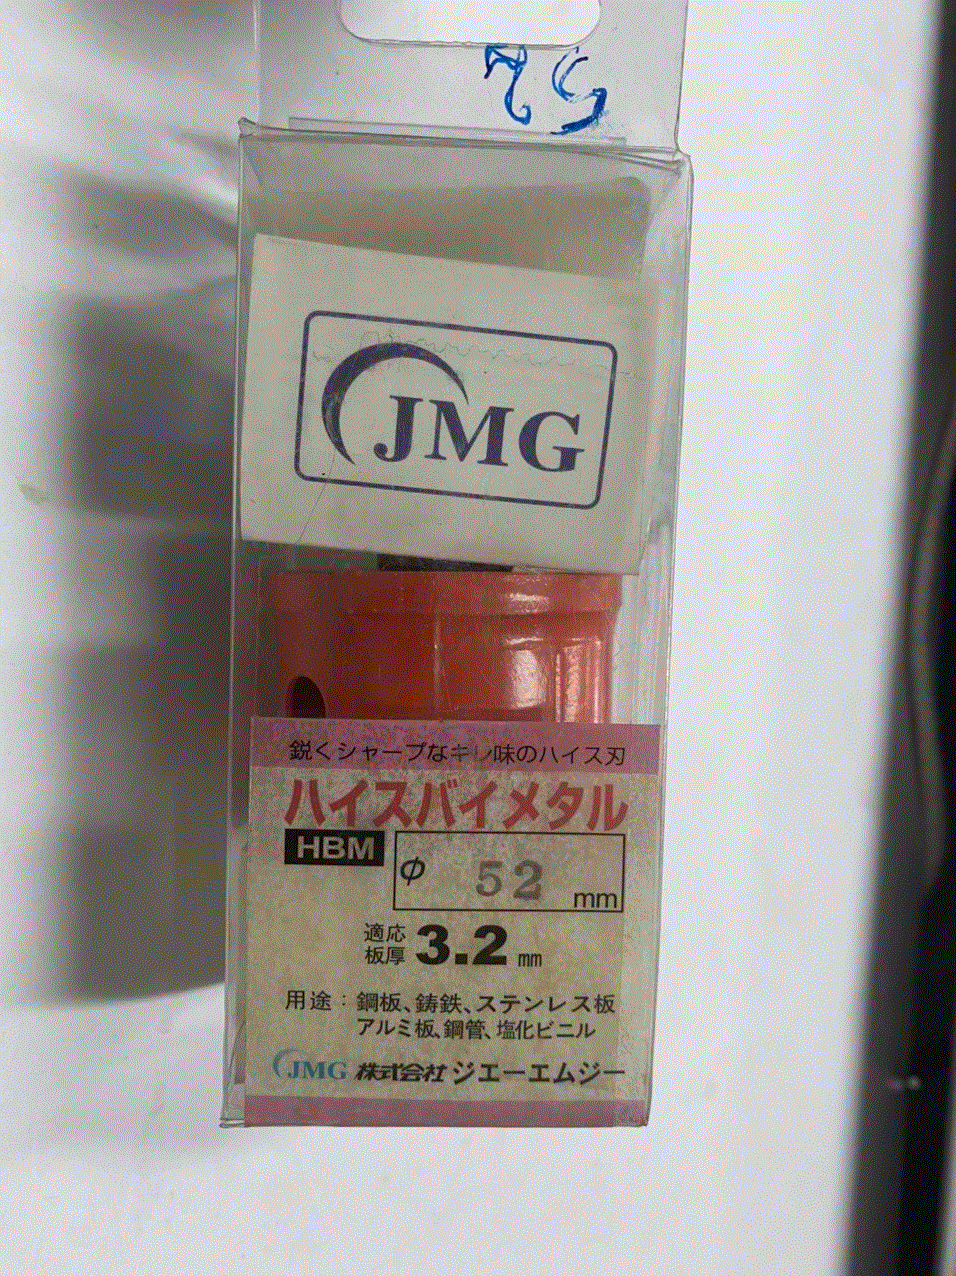 52
JMG
鋭くシャープなキレ味のハイス刃
ハイスバイメタル
HBM
φ 52 mm
適応板厚 3.2 mm
用途：鋼板、鋳鉄、ステンレス板
アルミ板、鋼管、塩化ビニル
JMG 株式会社ジエーエムジー